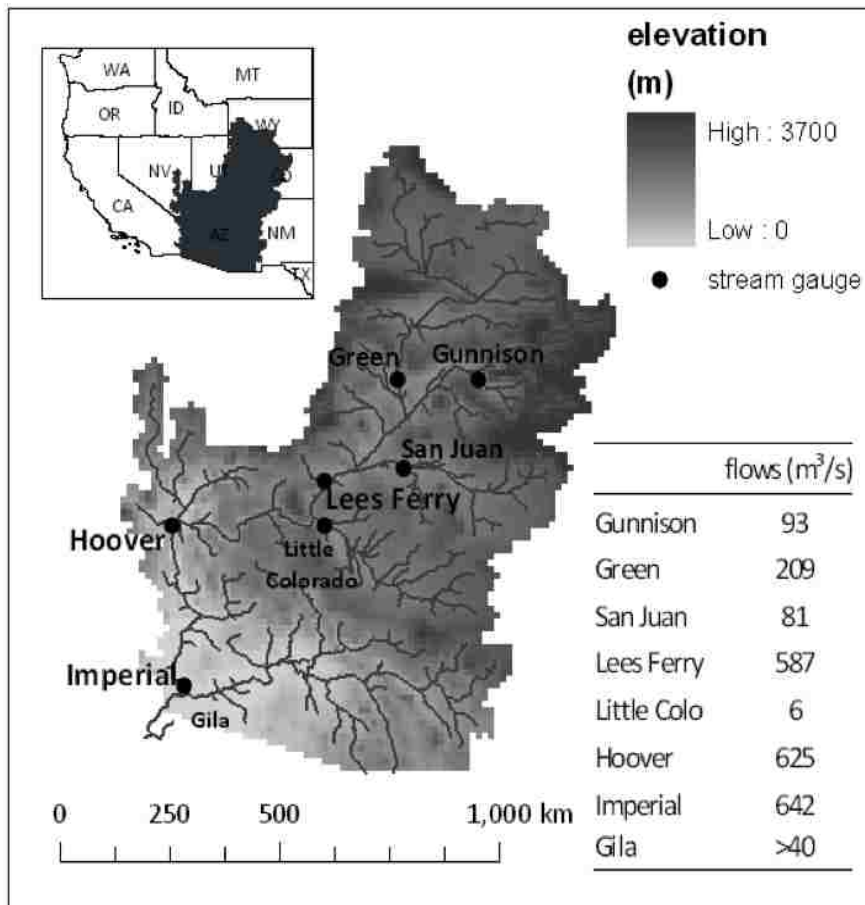 elevation
(m)
High : 3700
Low : 0
stream gauge
WA
MT
OR
ID
WY
NV
UT
CO
CA
AZ
NM
TX
Green
Gunnison
San Juan
Lees Ferry
Hoover
Little
Colorado
Imperial
Gila
flows (m³/s)
Gunnison 93
Green 209
San Juan 81
Lees Ferry 587
Little Colo 6
Hoover 625
Imperial 642
Gila >40
0 250 500 1,000 km